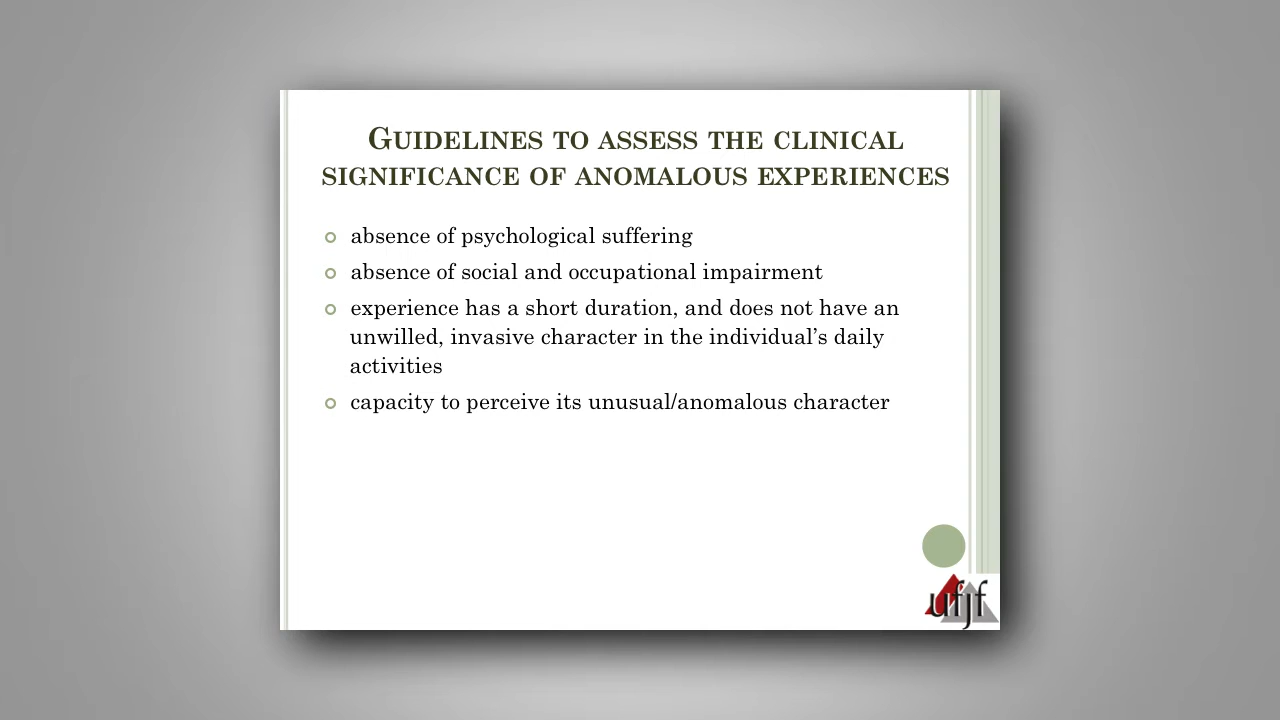 Guidelines to assess the clinical
significance of anomalous experiences
absence of psychological suffering
absence of social and occupational impairment
experience has a short duration, and does not have an
unwilled, invasive character in the individual’s daily
activities
capacity to perceive its unusual/anomalous character
ufjf